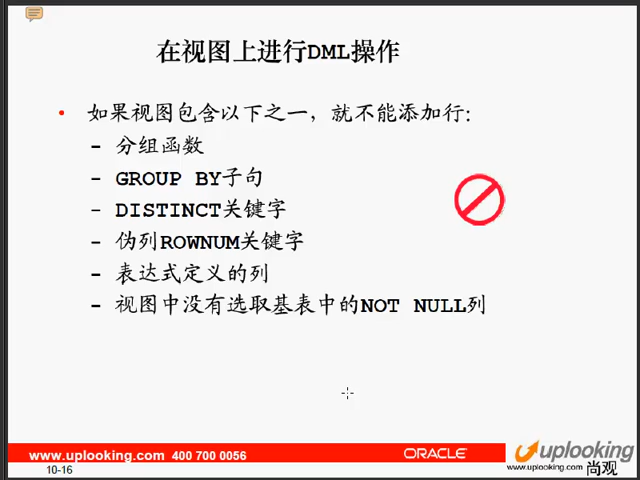 在视图上进行DML操作
• 如果视图包含以下之一，就不能添加行:
– 分组函数
– GROUP BY子句
– DISTINCT关键字
– 伪列ROWNUM关键字
– 表达式定义的列
– 视图中没有选取基表中的NOT NULL列
www.uplooking.com 400 700 0056
ORACLE
uplooking
www.uplooking.com 尚观
10-16